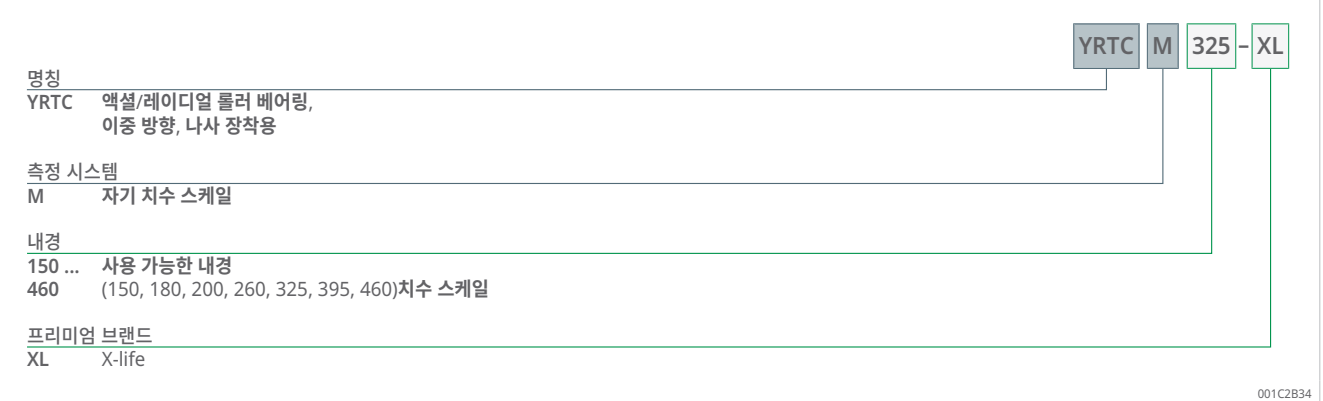 YRTC M 325 – XL
명칭
YRTC 액셜/레이디얼 롤러 베어링,
이중 방향, 나사 장착용
측정 시스템
M 자기 치수 스케일
내경
150 ... 사용 가능한 내경
460 (150, 180, 200, 260, 325, 395, 460)치수 스케일
프리미엄 브랜드
XL X-life
001C2B34